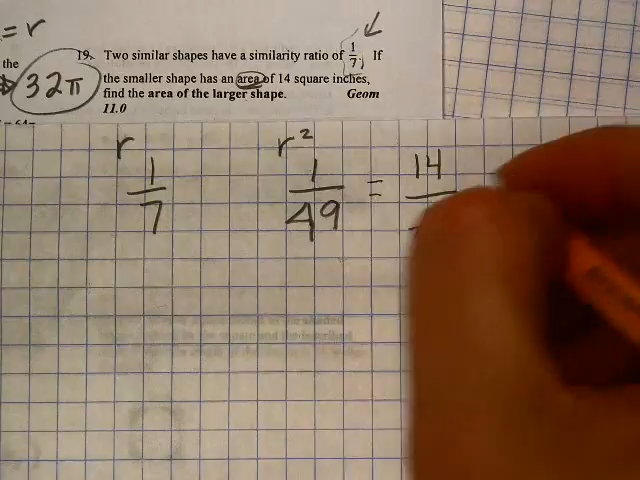 = r
19. Two similar shapes have a similarity ratio of 1/7. If
the
the smaller shape has an area of 14 square inches,
32π
find the area of the larger shape. Geom
11.0
r r²
1/7 1/49 = 14